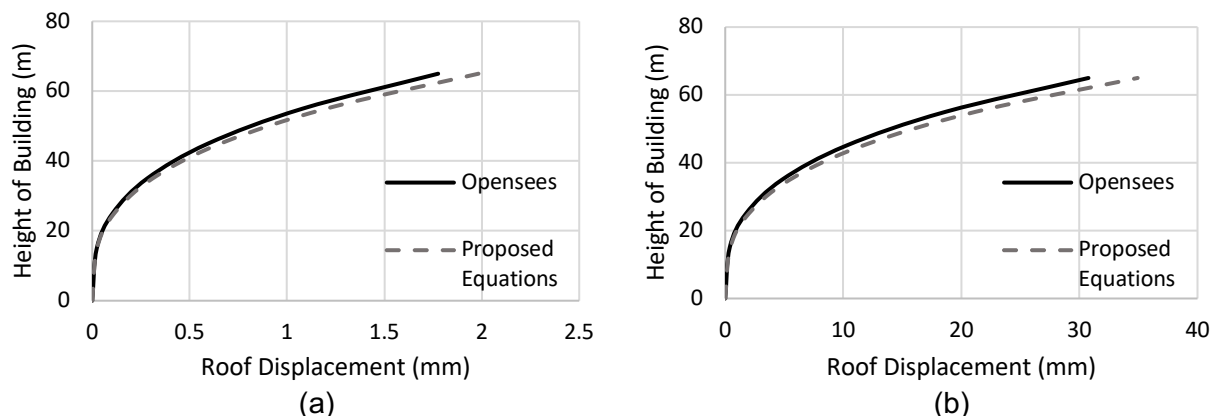 80
60
40
20
0
Height of Building (m)
Opensees
Proposed
Equations
0 0.5 1 1.5 2 2.5
Roof Displacement (mm)
(a)
80
60
40
20
0
Height of Building (m)
Opensees
Proposed
Equations
0 10 20 30 40
Roof Displacement (mm)
(b)